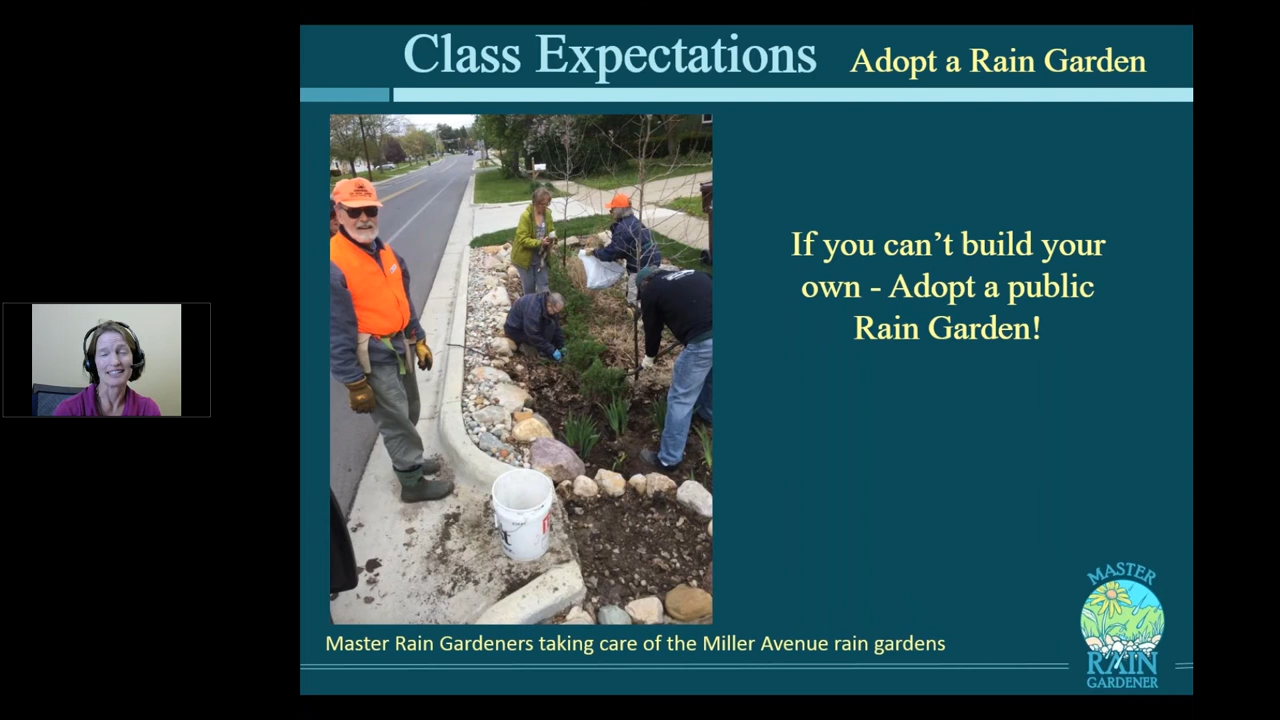 Class Expectations Adopt a Rain Garden
If you can’t build your
own - Adopt a public
Rain Garden!
Master Rain Gardeners taking care of the Miller Avenue rain gardens
MASTER
RAIN
GARDENER